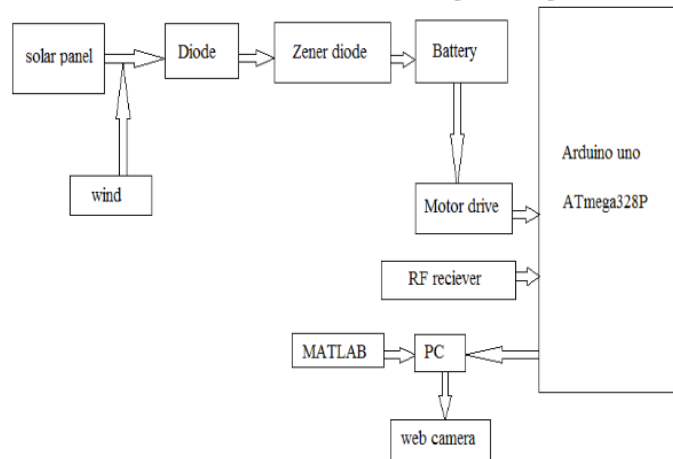 solar panel
Diode
Zener diode
Battery
wind
Motor drive
Arduino uno
ATmega328P
RF reciever
MATLAB
PC
web camera